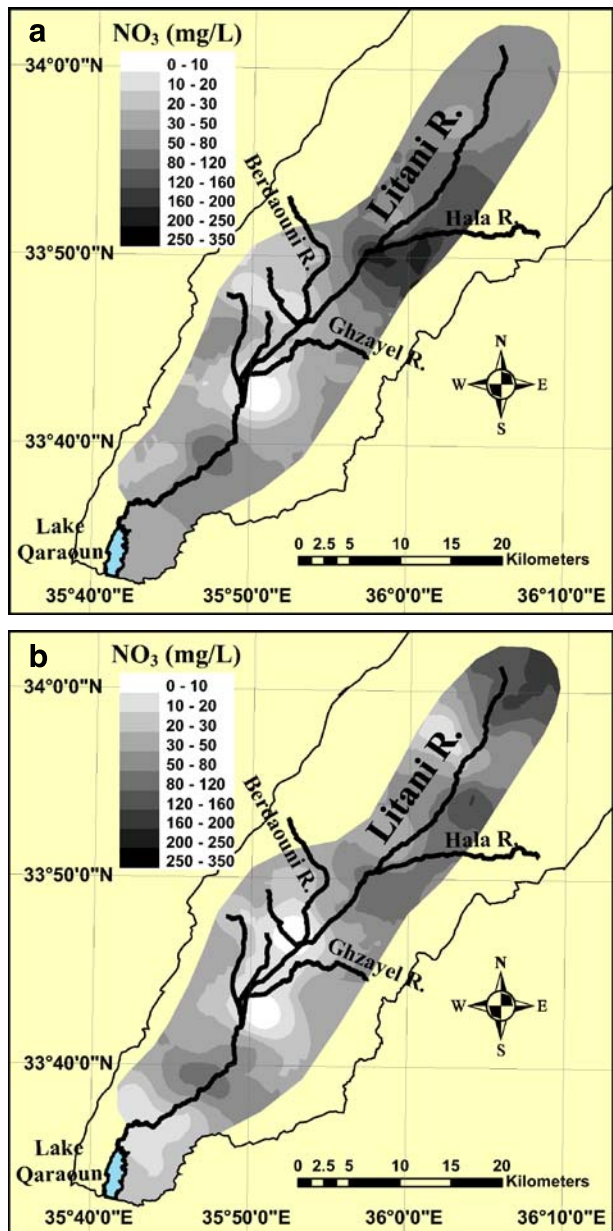 a
NO3 (mg/L)
0 - 10
10 - 20
20 - 30
30 - 50
50 - 80
80 - 120
120 - 160
160 - 200
200 - 250
250 - 350
34°0'0"N
33°50'0"N
33°40'0"N
Berdaouni R.
Litani R.
Hala R.
Ghzayel R.
N
W
E
S
Lake
Qaraoun
0 2.5 5 10 15 20
Kilometers
35°40'0"E
35°50'0"E
36°0'0"E
36°10'0"E
b
NO3 (mg/L)
0 - 10
10 - 20
20 - 30
30 - 50
50 - 80
80 - 120
120 - 160
160 - 200
200 - 250
250 - 350
34°0'0"N
33°50'0"N
33°40'0"N
Berdaouni R.
Litani R.
Hala R.
Ghzayel R.
N
W
E
S
Lake
Qaraoun
0 2.5 5 10 15 20
Kilometers
35°40'0"E
35°50'0"E
36°0'0"E
36°10'0"E